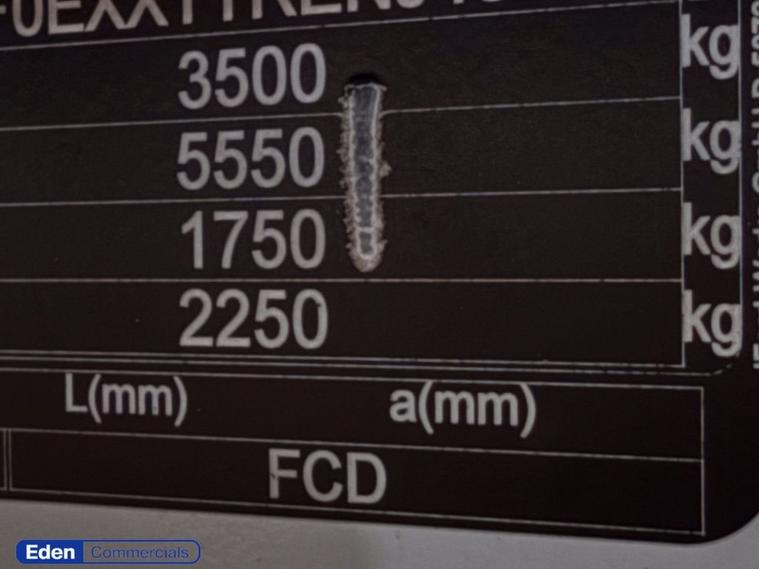 3500 kg
5550 kg
1750 kg
2250 kg
L(mm) a(mm)
FCD
Eden Commercials